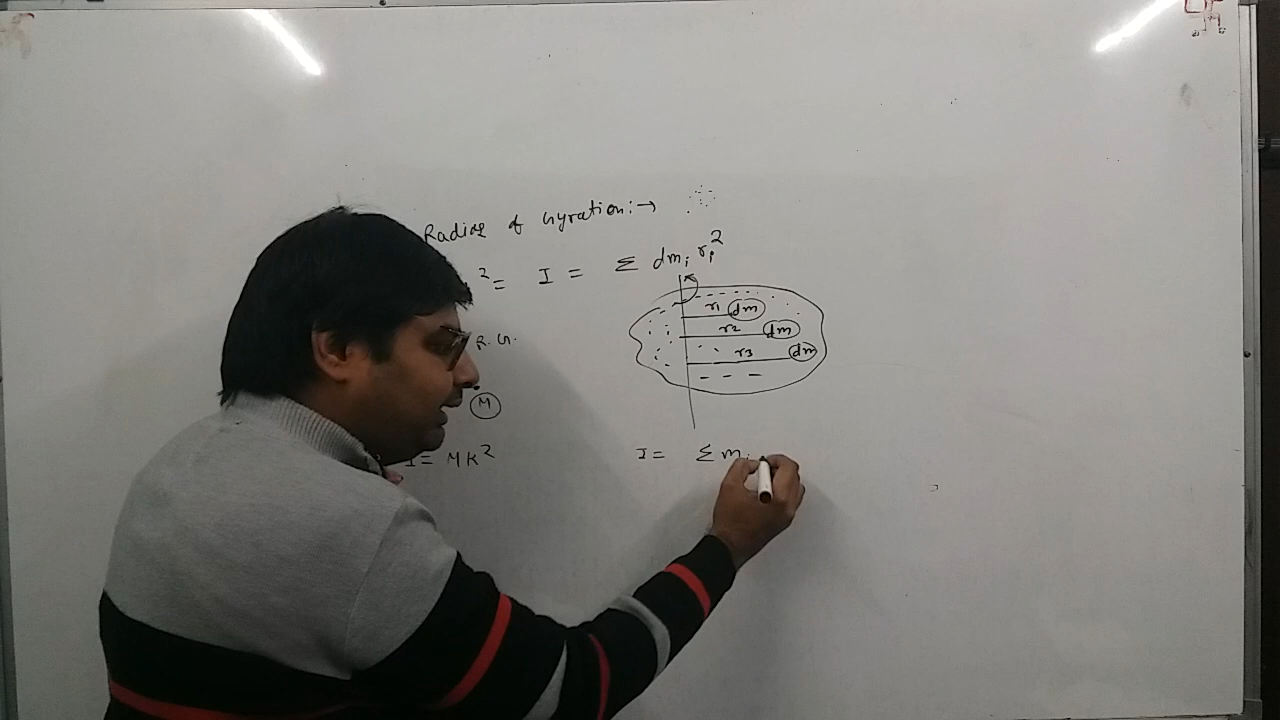 Radius of Gyration:→
² = I = Σ dmᵢ rᵢ²
r1 dm
r2 dm
R.G.
r3 dm
M
I = MK²
I = Σ mᵢ